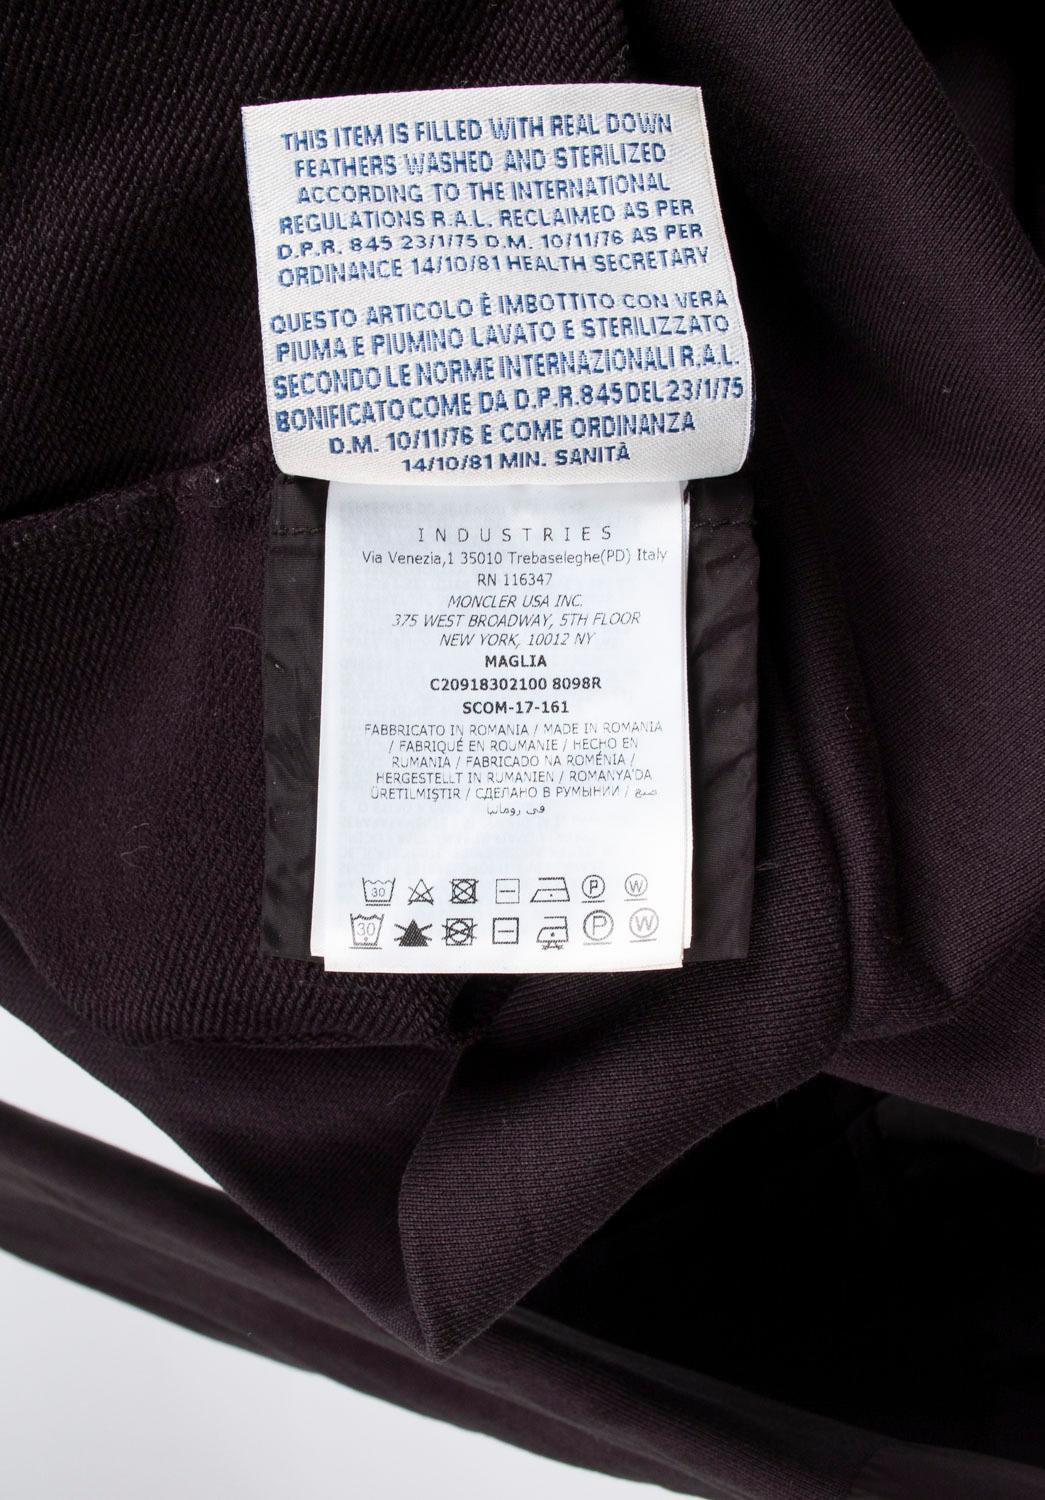 THIS ITEM IS FILLED WITH REAL DOWN
FEATHERS WASHED AND STERILIZED
ACCORDING TO THE INTERNATIONAL
REGULATIONS R.A.L. RECLAIMED AS PER
D.P.R. 845 23/1/75 D.M. 10/11/76 AS PER
ORDINANCE 14/10/81 HEALTH SECRETARY
QUESTO ARTICOLO È IMBOTTITO CON VERA
PIUMA E PIUMINO LAVATO E STERILIZZATO
SECONDO LE NORME INTERNAZIONALI R.A.L.
BONIFICATO COME DA D.P.R. 845 DEL 23/1/75
D.M. 10/11/76 E COME ORDINANZA
14/10/81 MIN. SANITÀ
INDUSTRIES
Via Venezia,1 35010 Trebaseleghe(PD) Italy
RN 116347
MONCLER USA INC.
375 WEST BROADWAY, 5TH FLOOR
NEW YORK, 10012 NY
MAGLIA
C20918302100 8098R
SCOM-17-161
FABBRICATO IN ROMANIA / MADE IN ROMANIA
/ FABRIQUÉ EN ROUMANIE / HECHO EN
RUMANIA / FABRICADO NA ROMÉNIA /
HERGESTELLT IN RUMANIEN / ROMANYA'DA
ÜRETILMIŞTIR / СДЕЛАНО В РУМЫНИИ / صنع
في رومانيا
30 P W
30 P W